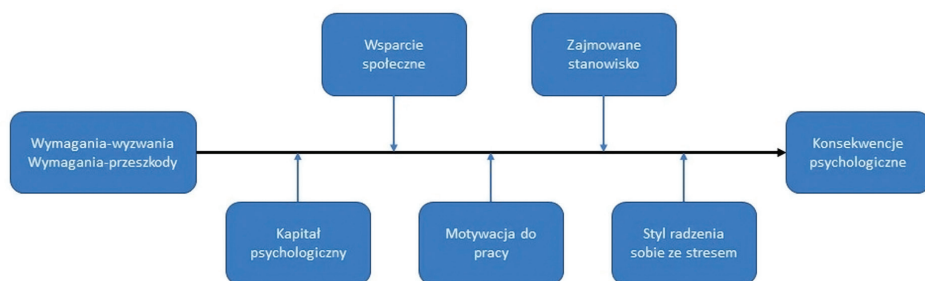 Wsparcie
społeczne
Zajmowane
stanowisko
Wymagania-wyzwania
Wymagania-przeszkody
Konsekwencje
psychologiczne
Kapitał
psychologiczny
Motywacja do
pracy
Styl radzenia
sobie ze stresem